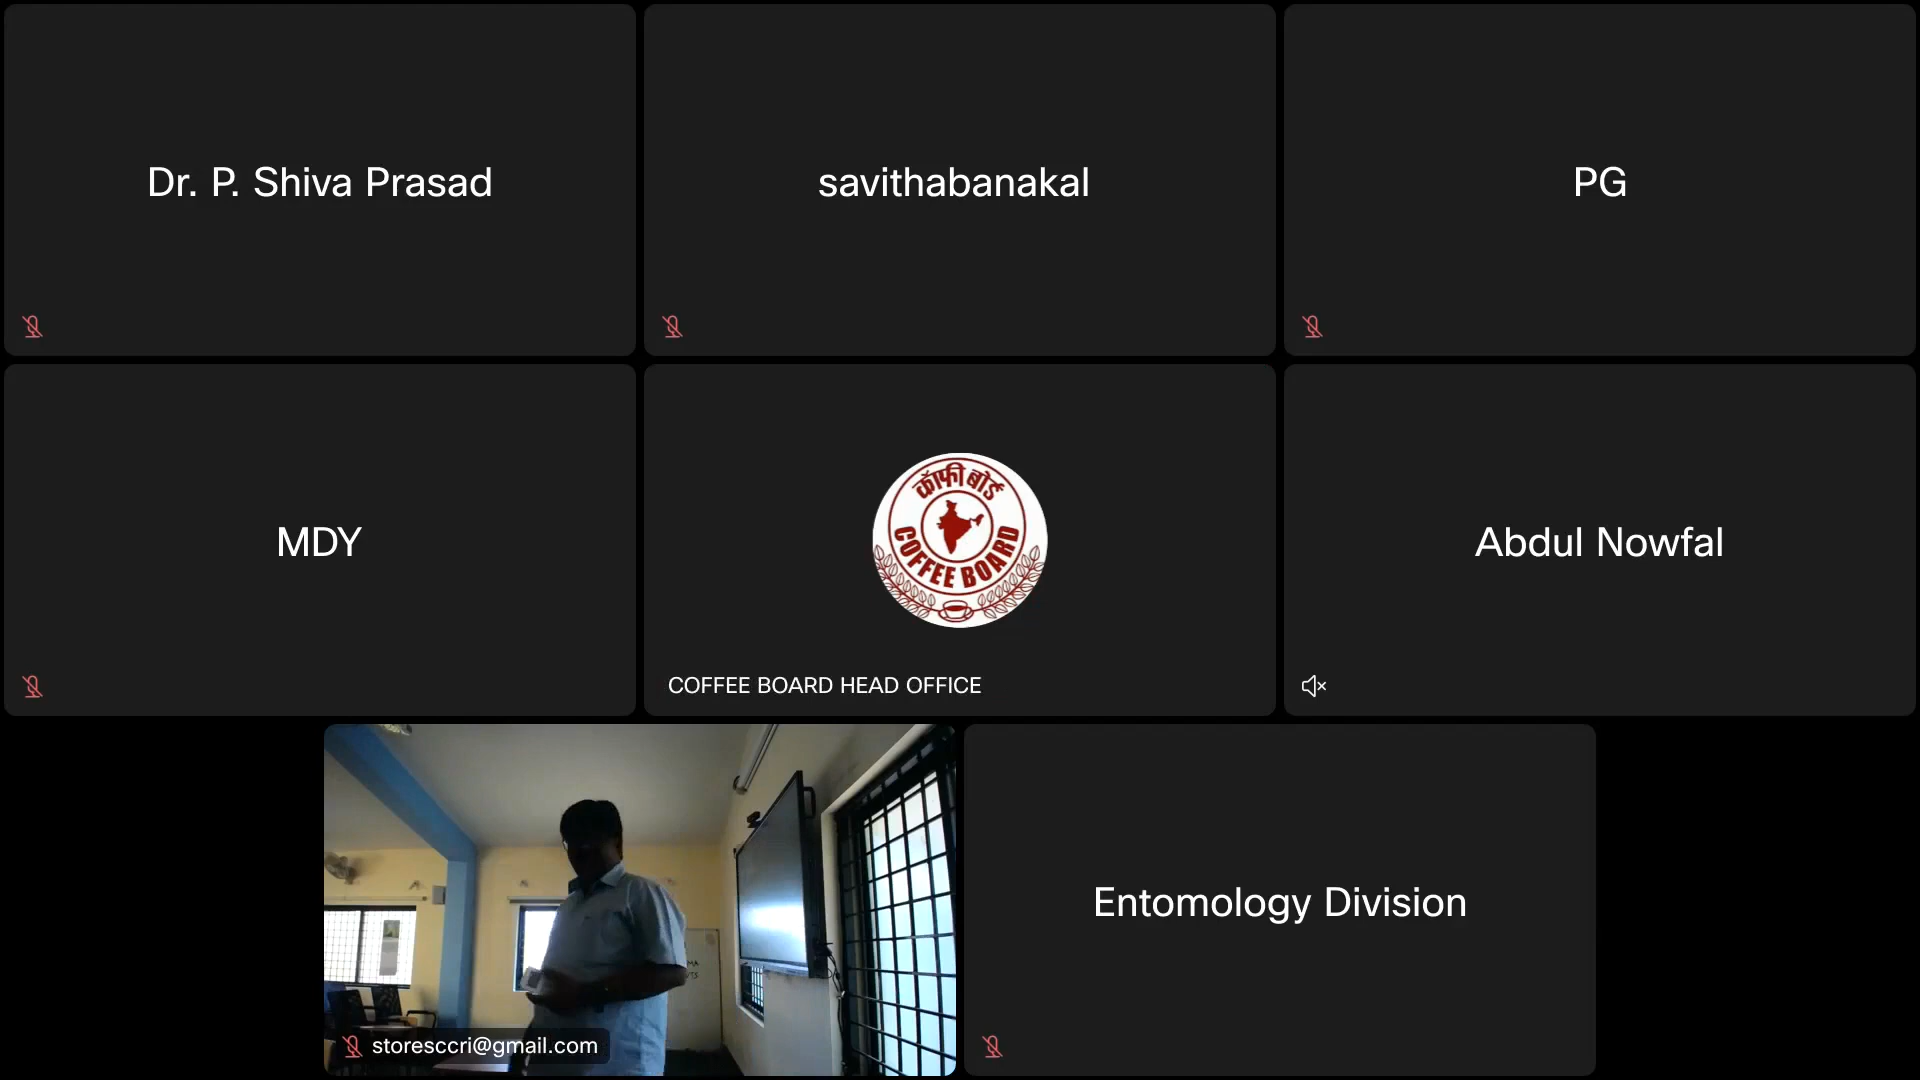 Dr. P. Shiva Prasad
savithabanakal
PG
MDY
कॉफी बोर्ड
COFFEE BOARD
COFFEE BOARD HEAD OFFICE
Abdul Nowfal
storesccri@gmail.com
Entomology Division